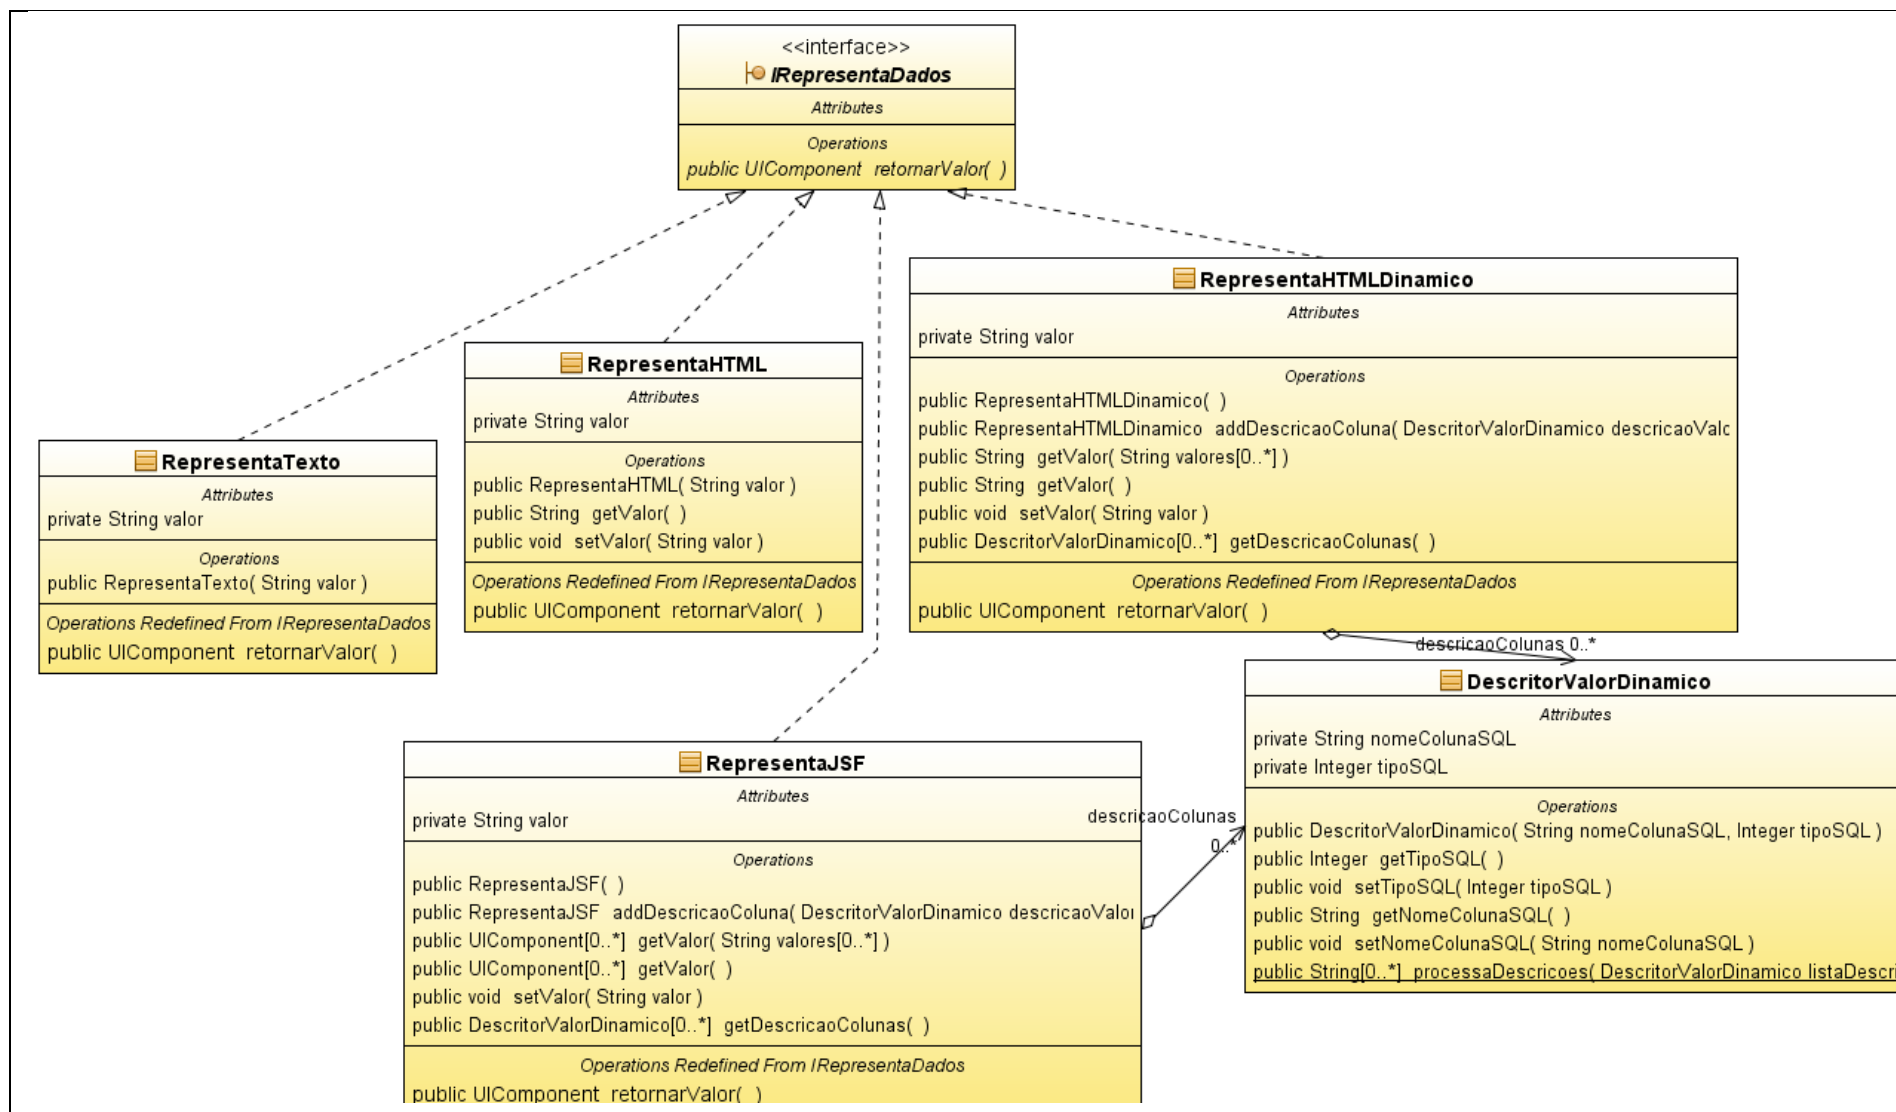 <<interface>>
IRepresentaDados
Attributes
Operations
public UIComponent retornarValor( )
RepresentaHTMLDinamico
Attributes
private String valor
Operations
public RepresentaHTMLDinamico( )
public RepresentaHTMLDinamico addDescricaoColuna( DescritorValorDinamico descricaoValc
public String getValor( String valores[0..*] )
public String getValor( )
public void setValor( String valor )
public DescritorValorDinamico[0..*] getDescricaoColunas( )
Operations Redefined From IRepresentaDados
public UIComponent retornarValor( )
RepresentaHTML
Attributes
private String valor
Operations
public RepresentaHTML( String valor )
public String getValor( )
public void setValor( String valor )
Operations Redefined From IRepresentaDados
public UIComponent retornarValor( )
RepresentaTexto
Attributes
private String valor
Operations
public RepresentaTexto( String valor )
Operations Redefined From IRepresentaDados
public UIComponent retornarValor( )
descricaoColunas 0..*
DescritorValorDinamico
Attributes
private String nomeColunaSQL
private Integer tipoSQL
Operations
public DescritorValorDinamico( String nomeColunaSQL, Integer tipoSQL )
public Integer getTipoSQL( )
public void setTipoSQL( Integer tipoSQL )
public String getNomeColunaSQL( )
public void setNomeColunaSQL( String nomeColunaSQL )
public String[0..*] processaDescricoes( DescritorValorDinamico listaDescri
RepresentaJSF
Attributes
private String valor
Operations
public RepresentaJSF( )
public RepresentaJSF addDescricaoColuna( DescritorValorDinamico descricaoValor
public UIComponent[0..*] getValor( String valores[0..*] )
public UIComponent[0..*] getValor( )
public void setValor( String valor )
public DescritorValorDinamico[0..*] getDescricaoColunas( )
Operations Redefined From IRepresentaDados
public UIComponent retornarValor( )
descricaoColunas
0..*